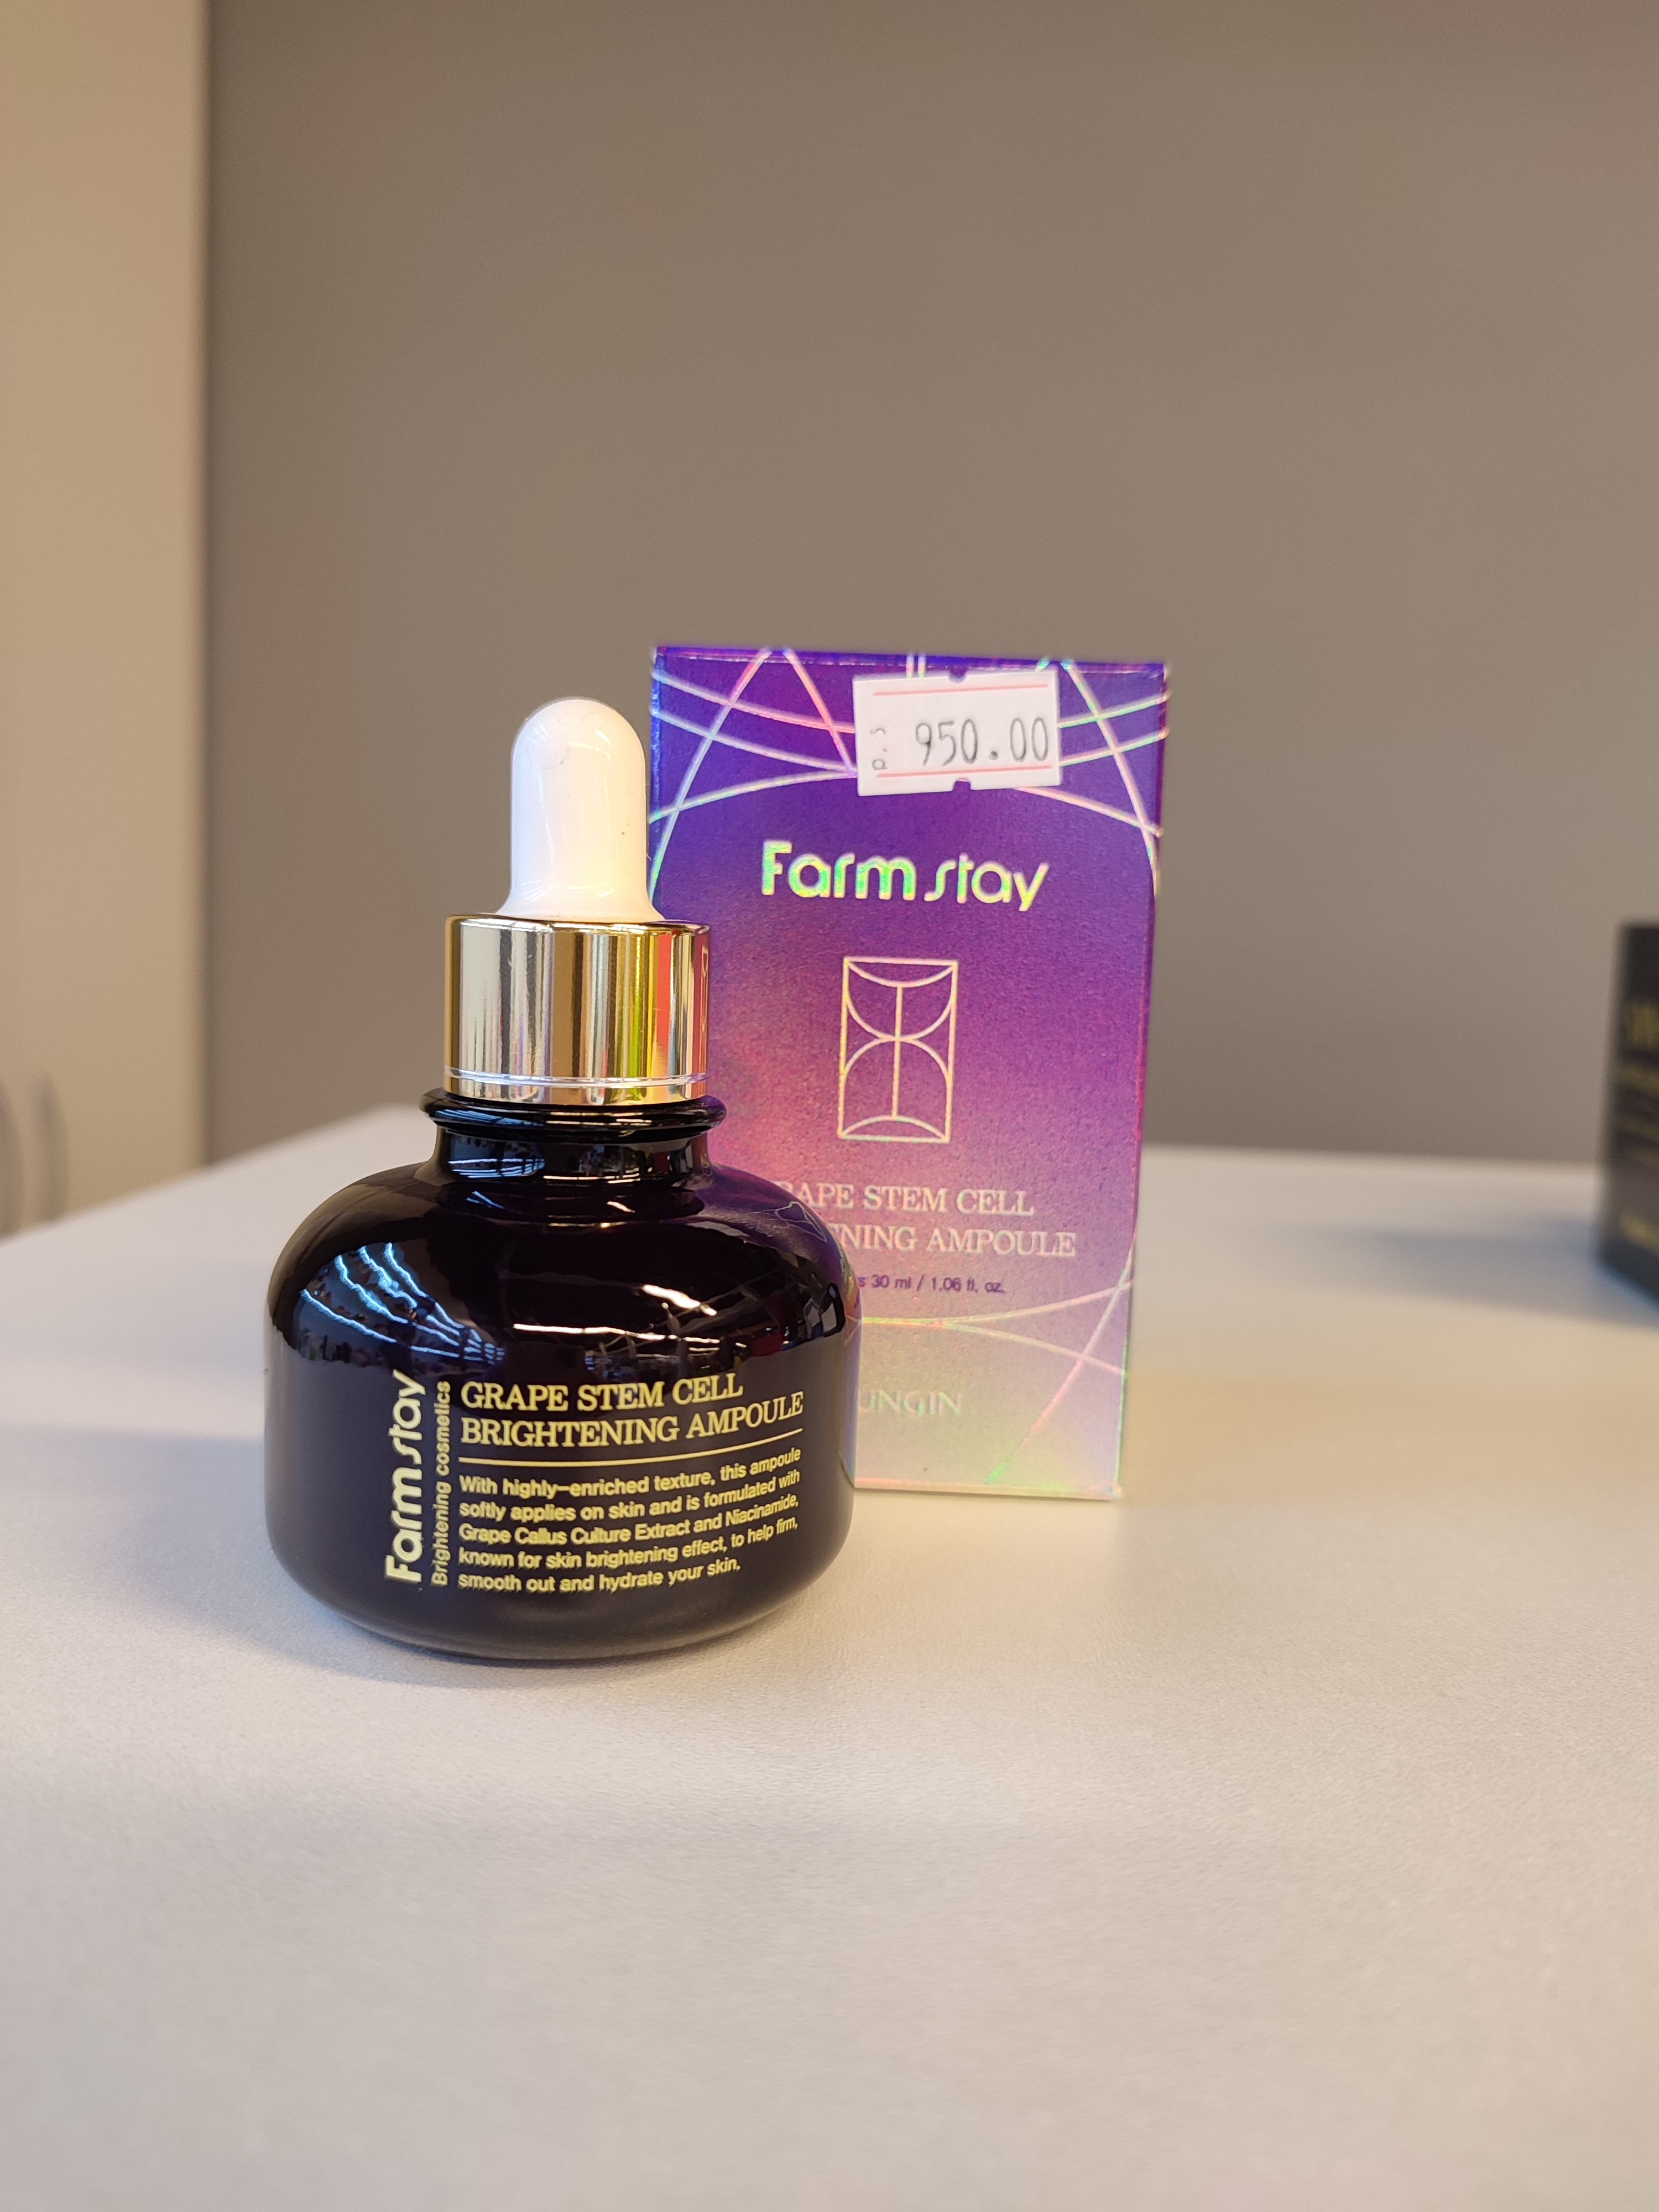 p.s 950.00
Farm stay
RAPE STEM CELL
NING AMPOULE
s 30 ml / 1.06 fl. oz.
UNGIN
Farm stay
Brightening cosmetics
GRAPE STEM CELL
BRIGHTENING AMPOULE
With highly-enriched texture, this ampoule
softly applies on skin and is formulated with
Grape Callus Culture Extract and Niacinamide,
known for skin brightening effect, to help firm,
smooth out and hydrate your skin.